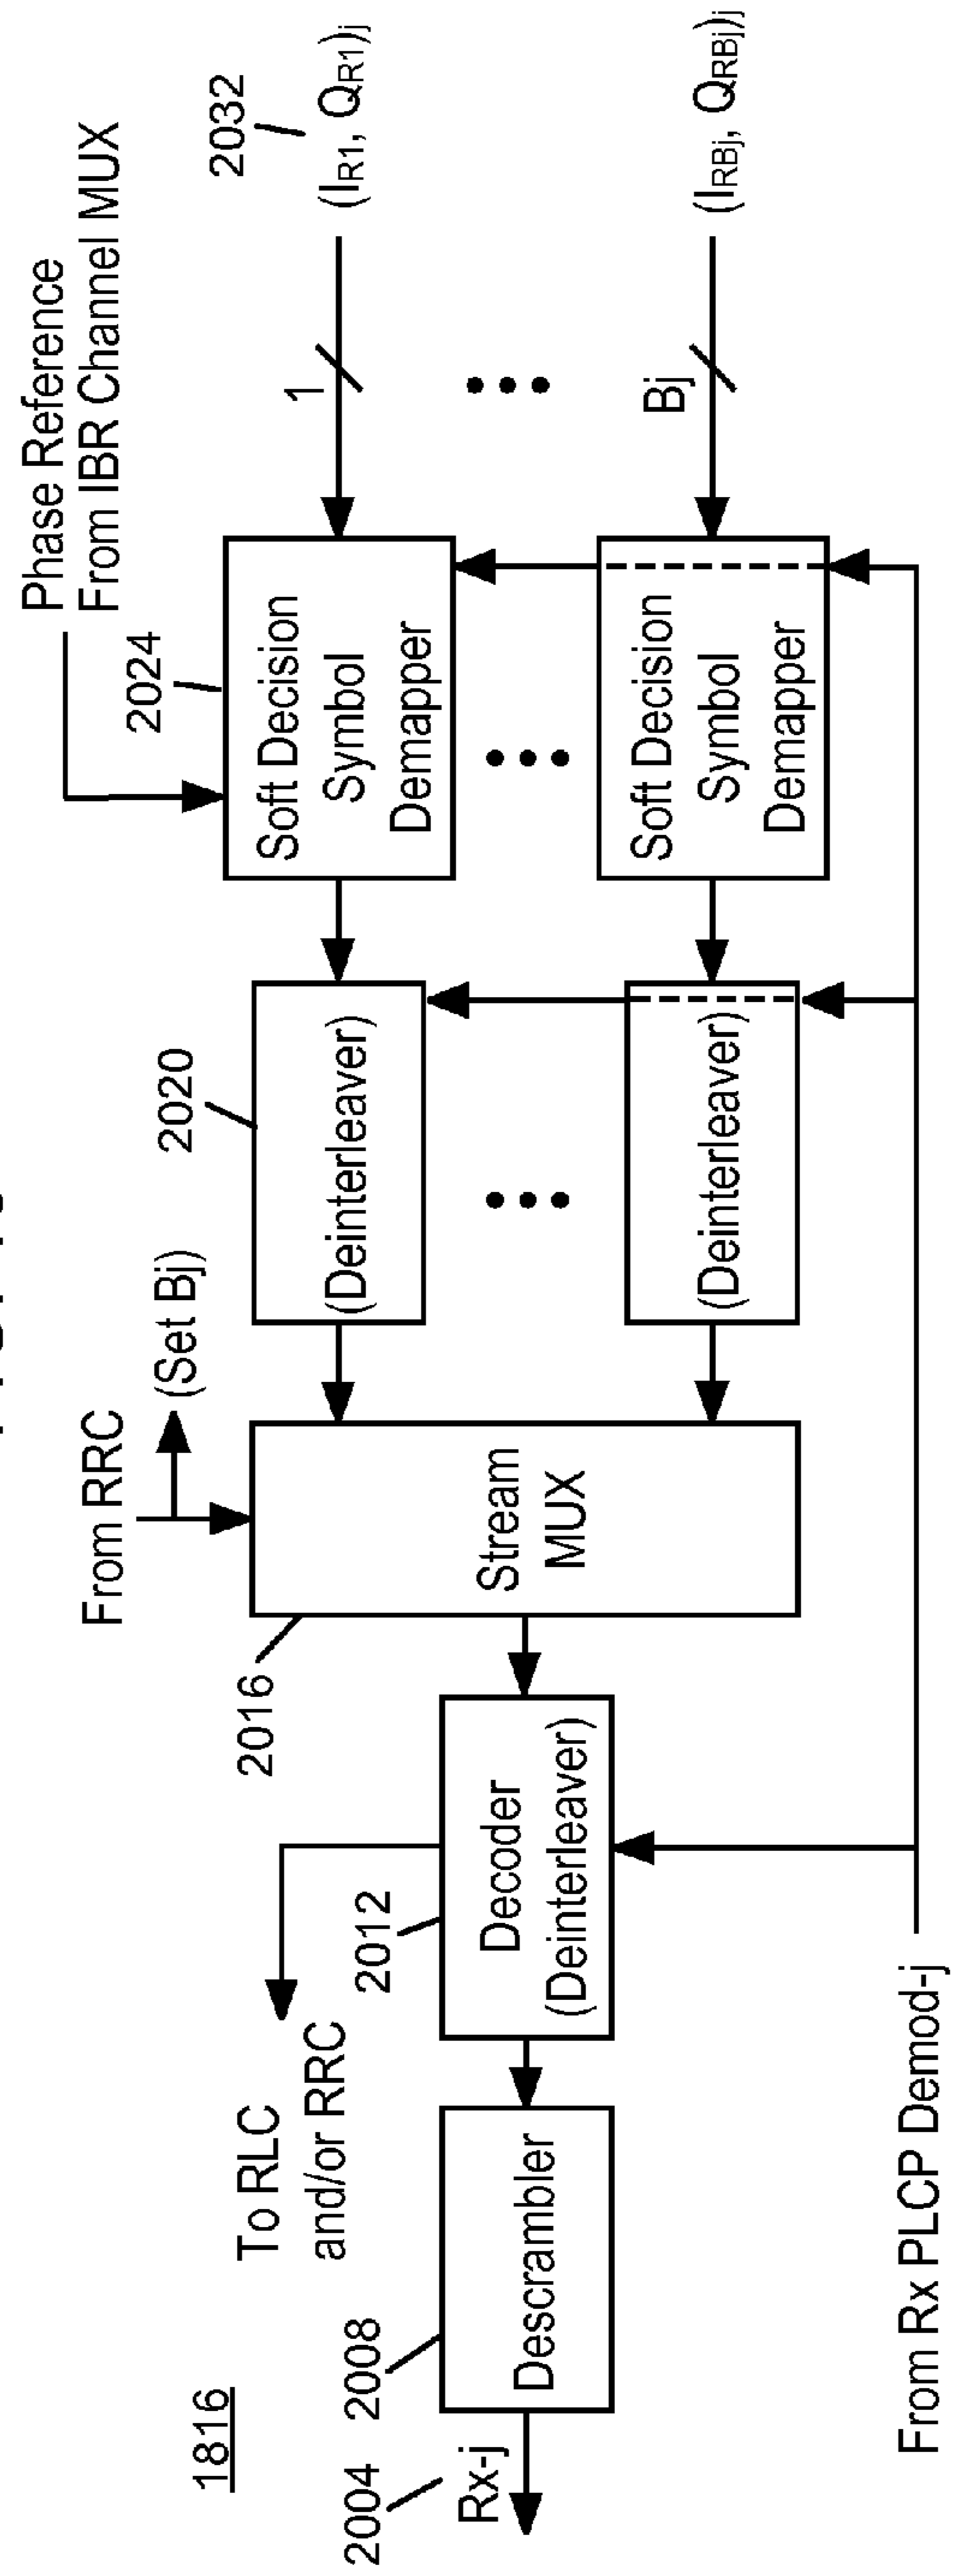 1816
2004
Rx-j
2008
Descrambler
To RLC
and/or RRC
2012
Decoder
(Deinterleaver)
2016
From RRC
(Set Bj)
Stream
MUX
2020
(Deinterleaver)
(Deinterleaver)
2024
Phase Reference
From IBR Channel MUX
Soft Decision
Symbol
Demapper
Soft Decision
Symbol
Demapper
1
Bj
2032
(IR1, QR1)j
(IRBj, QRBj)j
From Rx PLCP Demod-j